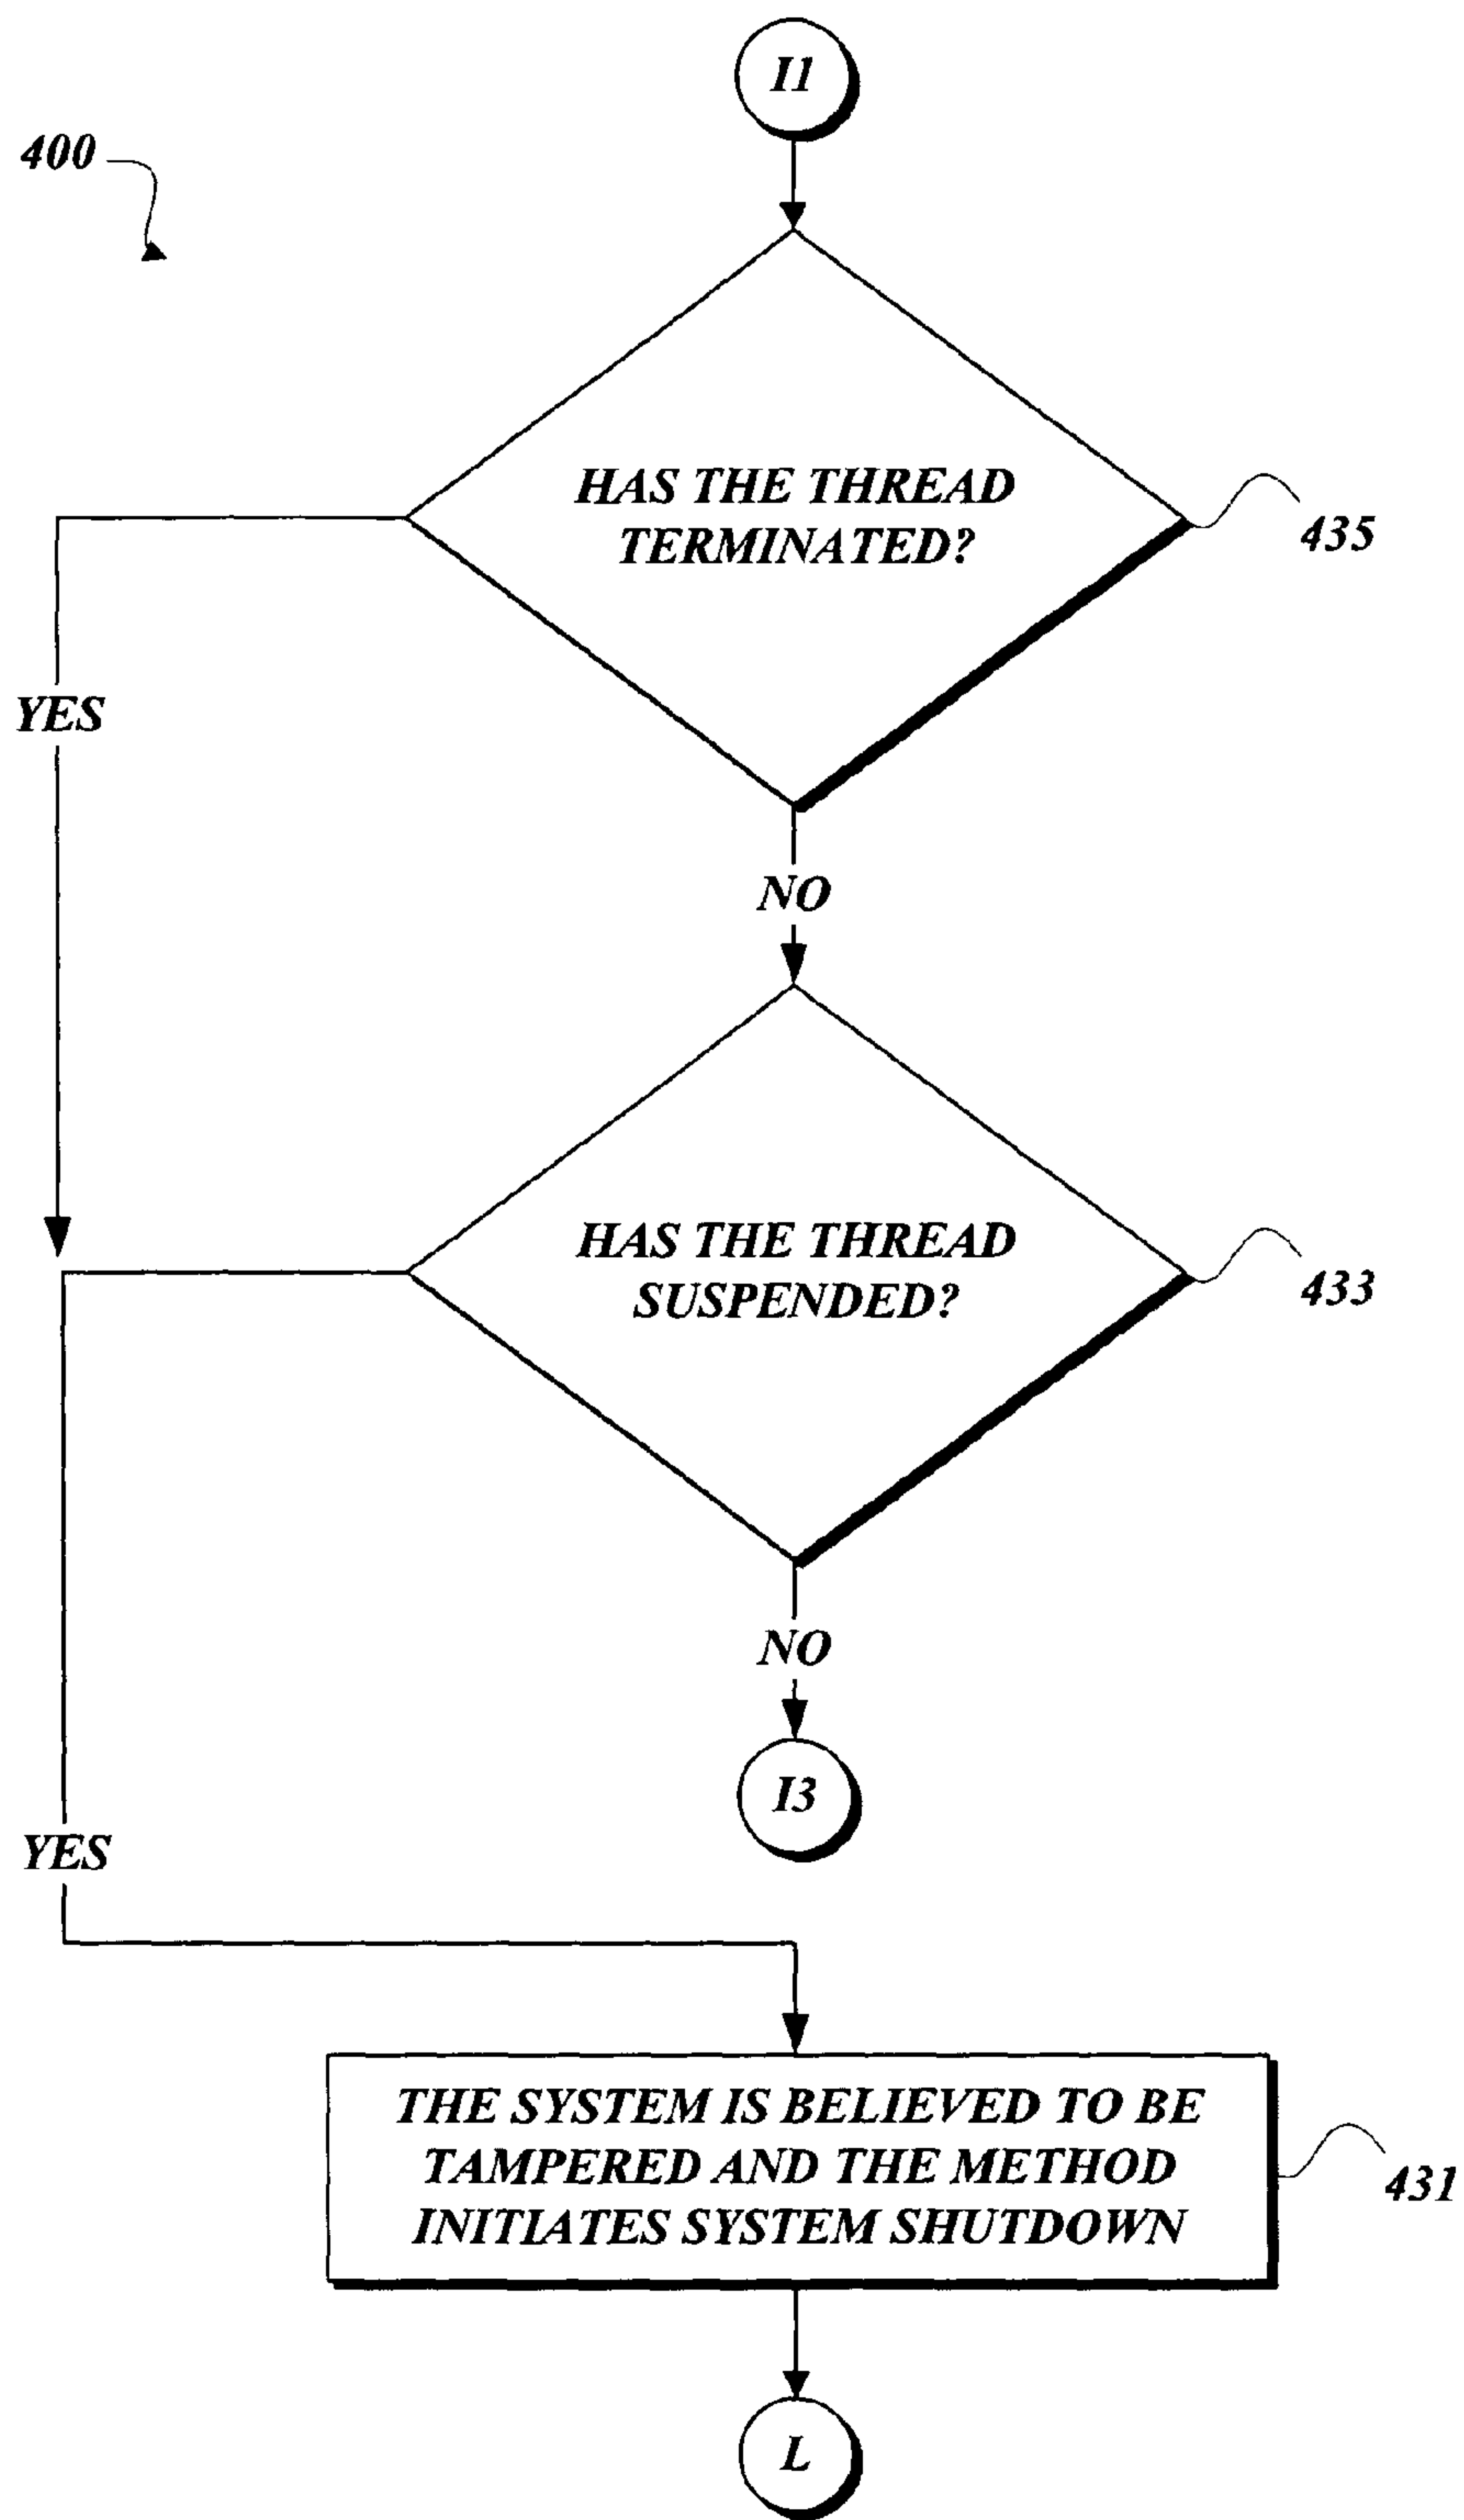 I1
400
HAS THE THREAD
TERMINATED?
435
YES
NO
HAS THE THREAD
SUSPENDED?
433
NO
I3
YES
THE SYSTEM IS BELIEVED TO BE
TAMPERED AND THE METHOD
INITIATES SYSTEM SHUTDOWN
431
L